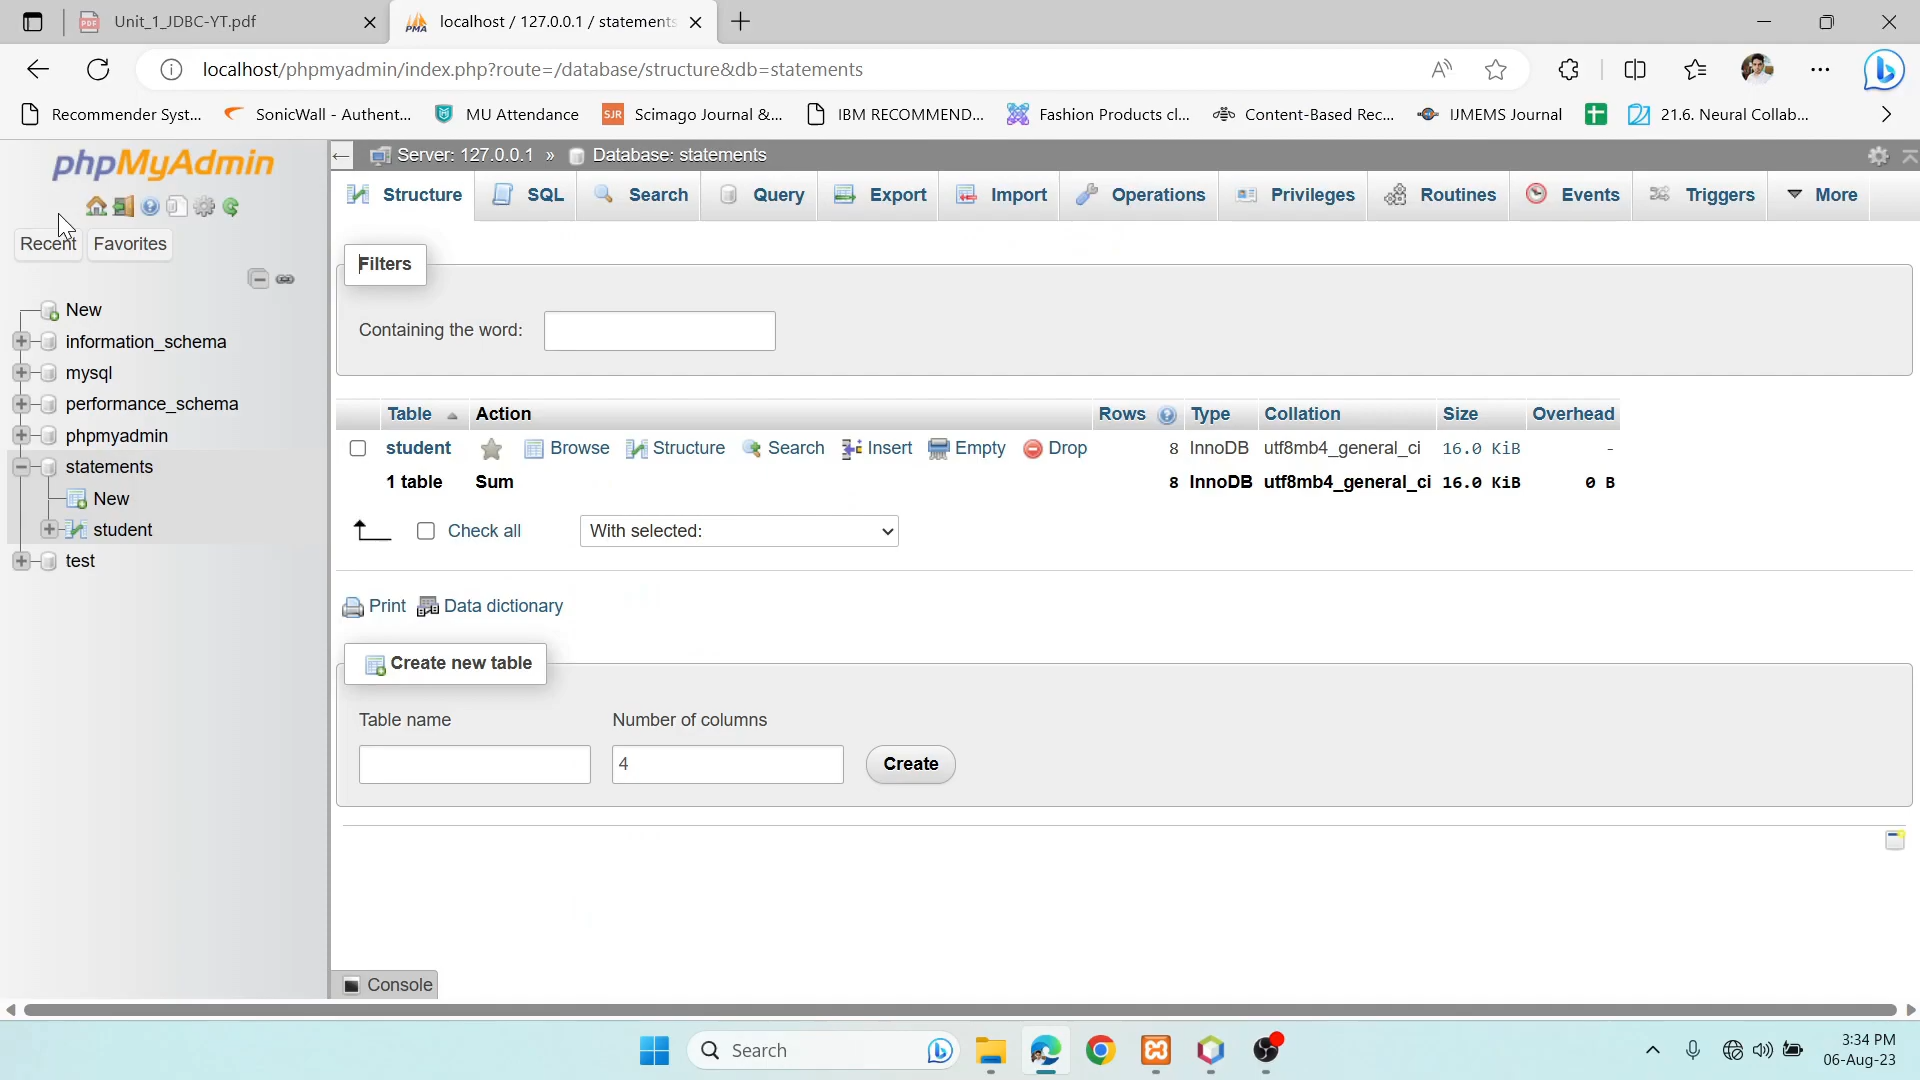 Unit_1_JDBC-YT.pdf
localhost / 127.0.0.1 / statements
localhost/phpmyadmin/index.php?route=/database/structure&db=statements
Recommender Syst...
SonicWall - Authent...
MU Attendance
SJR Scimago Journal &...
IBM RECOMMEND...
Fashion Products cl...
Content-Based Rec...
IJMEMS Journal
21.6. Neural Collab...
phpMyAdmin
Recent
Favorites
New
information_schema
mysql
performance_schema
phpmyadmin
statements
New
student
test
Server: 127.0.0.1 » Database: statements
Structure
SQL
Search
Query
Export
Import
Operations
Privileges
Routines
Events
Triggers
More
Filters
Containing the word:
Table Action Rows Type Collation Size Overhead
student Browse Structure Search Insert Empty Drop 8 InnoDB utf8mb4_general_ci 16.0 KiB -
1 table Sum 8 InnoDB utf8mb4_general_ci 16.0 KiB 0 B
Check all
With selected:
Print
Data dictionary
Create new table
Table name
Number of columns
4
Create
Console
Search
3:34 PM
06-Aug-23